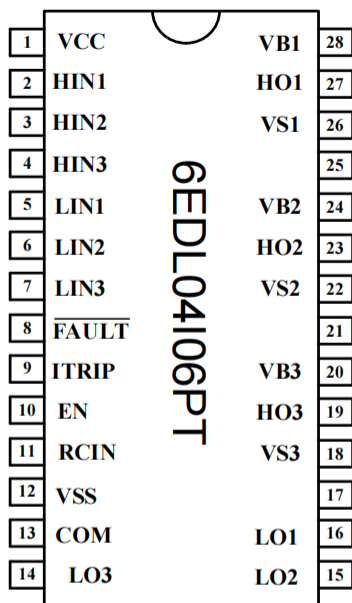 1 VCC VB1 28
2 HIN1 HO1 27
3 HIN2 VS1 26
4 HIN3 25
5 LIN1 VB2 24
6 LIN2 HO2 23
7 LIN3 VS2 22
8 FAULT 21
9 ITRIP VB3 20
10 EN HO3 19
11 RCIN VS3 18
12 VSS 17
13 COM LO1 16
14 LO3 LO2 15
6EDL04I06PT